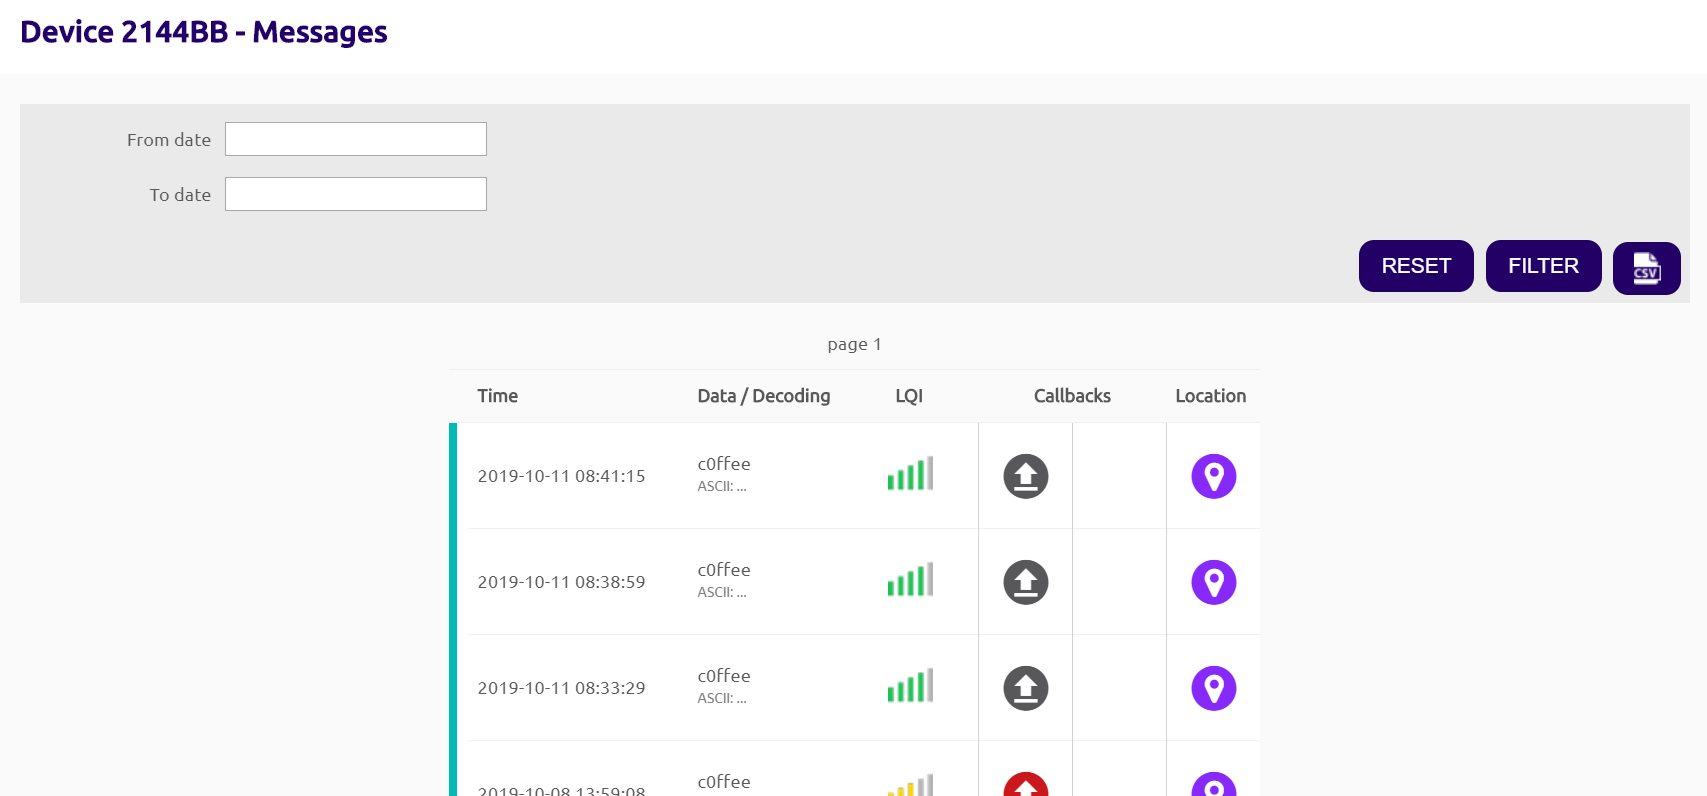 Device 2144BB - Messages
From date
To date
RESET FILTER CSV
page 1
Time Data / Decoding LQI Callbacks Location
2019-10-11 08:41:15 c0ffee
ASCII: ...
2019-10-11 08:38:59 c0ffee
ASCII: ...
2019-10-11 08:33:29 c0ffee
ASCII: ...
2019-10-08 13:59:08 c0ffee